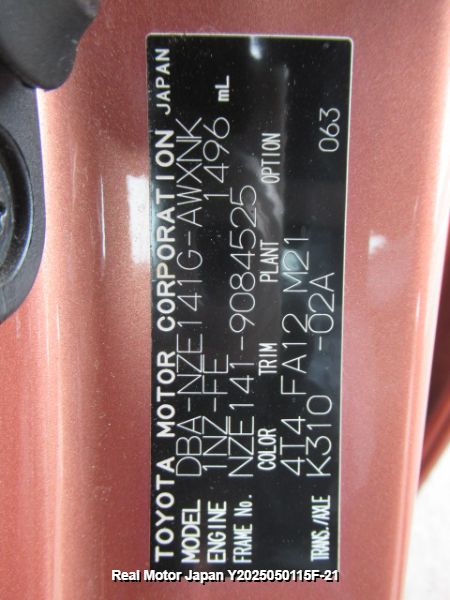 TOYOTA MOTOR CORPORATION JAPAN
MODEL DBA-NZE141G-AWXNK
ENGINE 1NZ-FE 1496 mL
FRAME No. NZE141-9084525
COLOR TRIM PLANT OPTION
4T4 FA12 M21
TRANS./AXLE K310 -02A 063
Real Motor Japan Y2025050115F-21